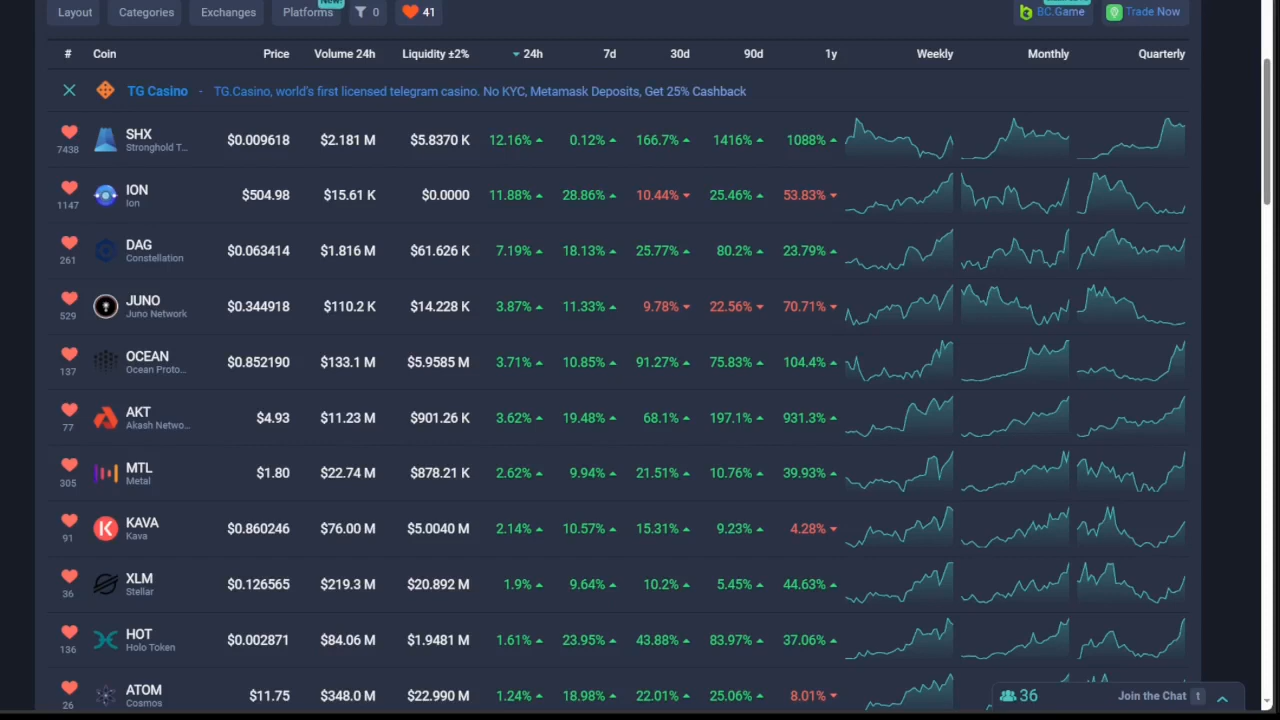 Layout Categories Exchanges Platforms New! 0 41 BC.Game Trade Now
# Coin Price Volume 24h Liquidity ±2% 24h 7d 30d 90d 1y Weekly Monthly Quarterly
TG Casino - TG.Casino, world's first licensed telegram casino. No KYC, Metamask Deposits, Get 25% Cashback
7438 SHX Stronghold T... $0.009618 $2.181 M $5.8370 K 12.16% 0.12% 166.7% 1416% 1088%
1147 ION Ion $504.98 $15.61 K $0.0000 11.88% 28.86% 10.44% 25.46% 53.83%
261 DAG Constellation $0.063414 $1.816 M $61.626 K 7.19% 18.13% 25.77% 80.2% 23.79%
529 JUNO Juno Network $0.344918 $110.2 K $14.228 K 3.87% 11.33% 9.78% 22.56% 70.71%
137 OCEAN Ocean Proto... $0.852190 $133.1 M $5.9585 M 3.71% 10.85% 91.27% 75.83% 104.4%
77 AKT Akash Netwo... $4.93 $11.23 M $901.26 K 3.62% 19.48% 68.1% 197.1% 931.3%
305 MTL Metal $1.80 $22.74 M $878.21 K 2.62% 9.94% 21.51% 10.76% 39.93%
91 KAVA Kava $0.860246 $76.00 M $5.0040 M 2.14% 10.57% 15.31% 9.23% 4.28%
36 XLM Stellar $0.126565 $219.3 M $20.892 M 1.9% 9.64% 10.2% 5.45% 44.63%
136 HOT Holo Token $0.002871 $84.06 M $1.9481 M 1.61% 23.95% 43.88% 83.97% 37.06%
26 ATOM Cosmos $11.75 $348.0 M $22.990 M 1.24% 18.98% 22.01% 25.06% 8.01%
36 Join the Chat t